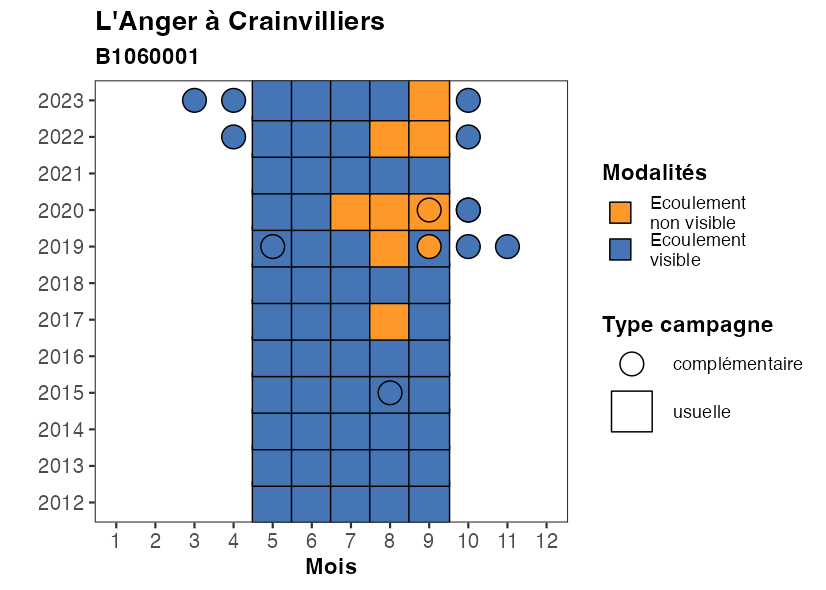 L'Anger à Crainvilliers
B1060001
2023
2022
2021
2020
2019
2018
2017
2016
2015
2014
2013
2012
1 2 3 4 5 6 7 8 9 10 11 12
Mois
Modalités
Ecoulement
non visible
Ecoulement
visible
Type campagne
complémentaire
usuelle